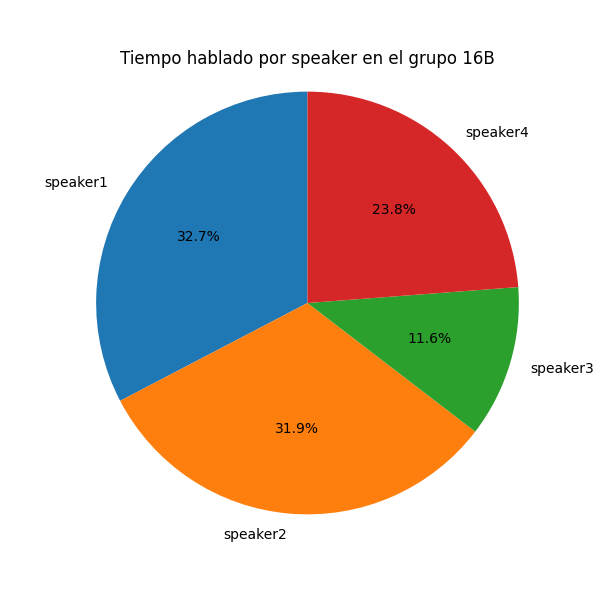 Tiempo hablado por speaker en el grupo 16B
speaker4
speaker1
23.8%
32.7%
11.6%
speaker3
31.9%
speaker2